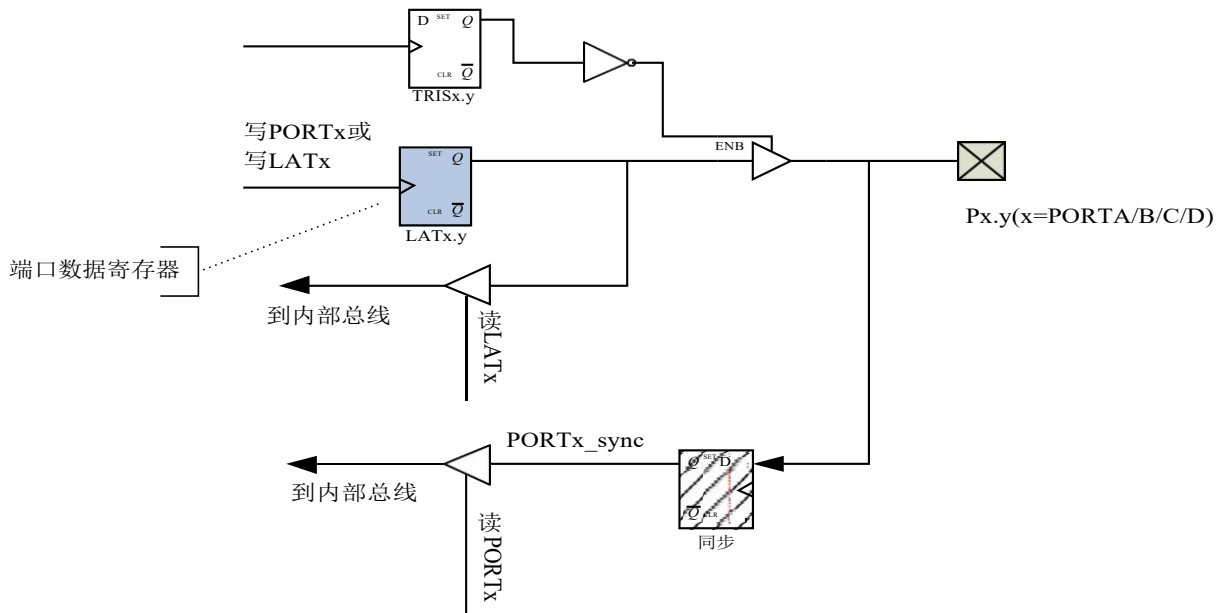 D SET Q
CLR Q
TRISx.y
写PORTx或
写LATx
ENB
SET Q
CLR Q
LATx.y
Px.y(x=PORTA/B/C/D)
端口数据寄存器
到内部总线
读LATx
PORTx_sync
Q SET D
Q CLR
到内部总线
读PORTx
同步